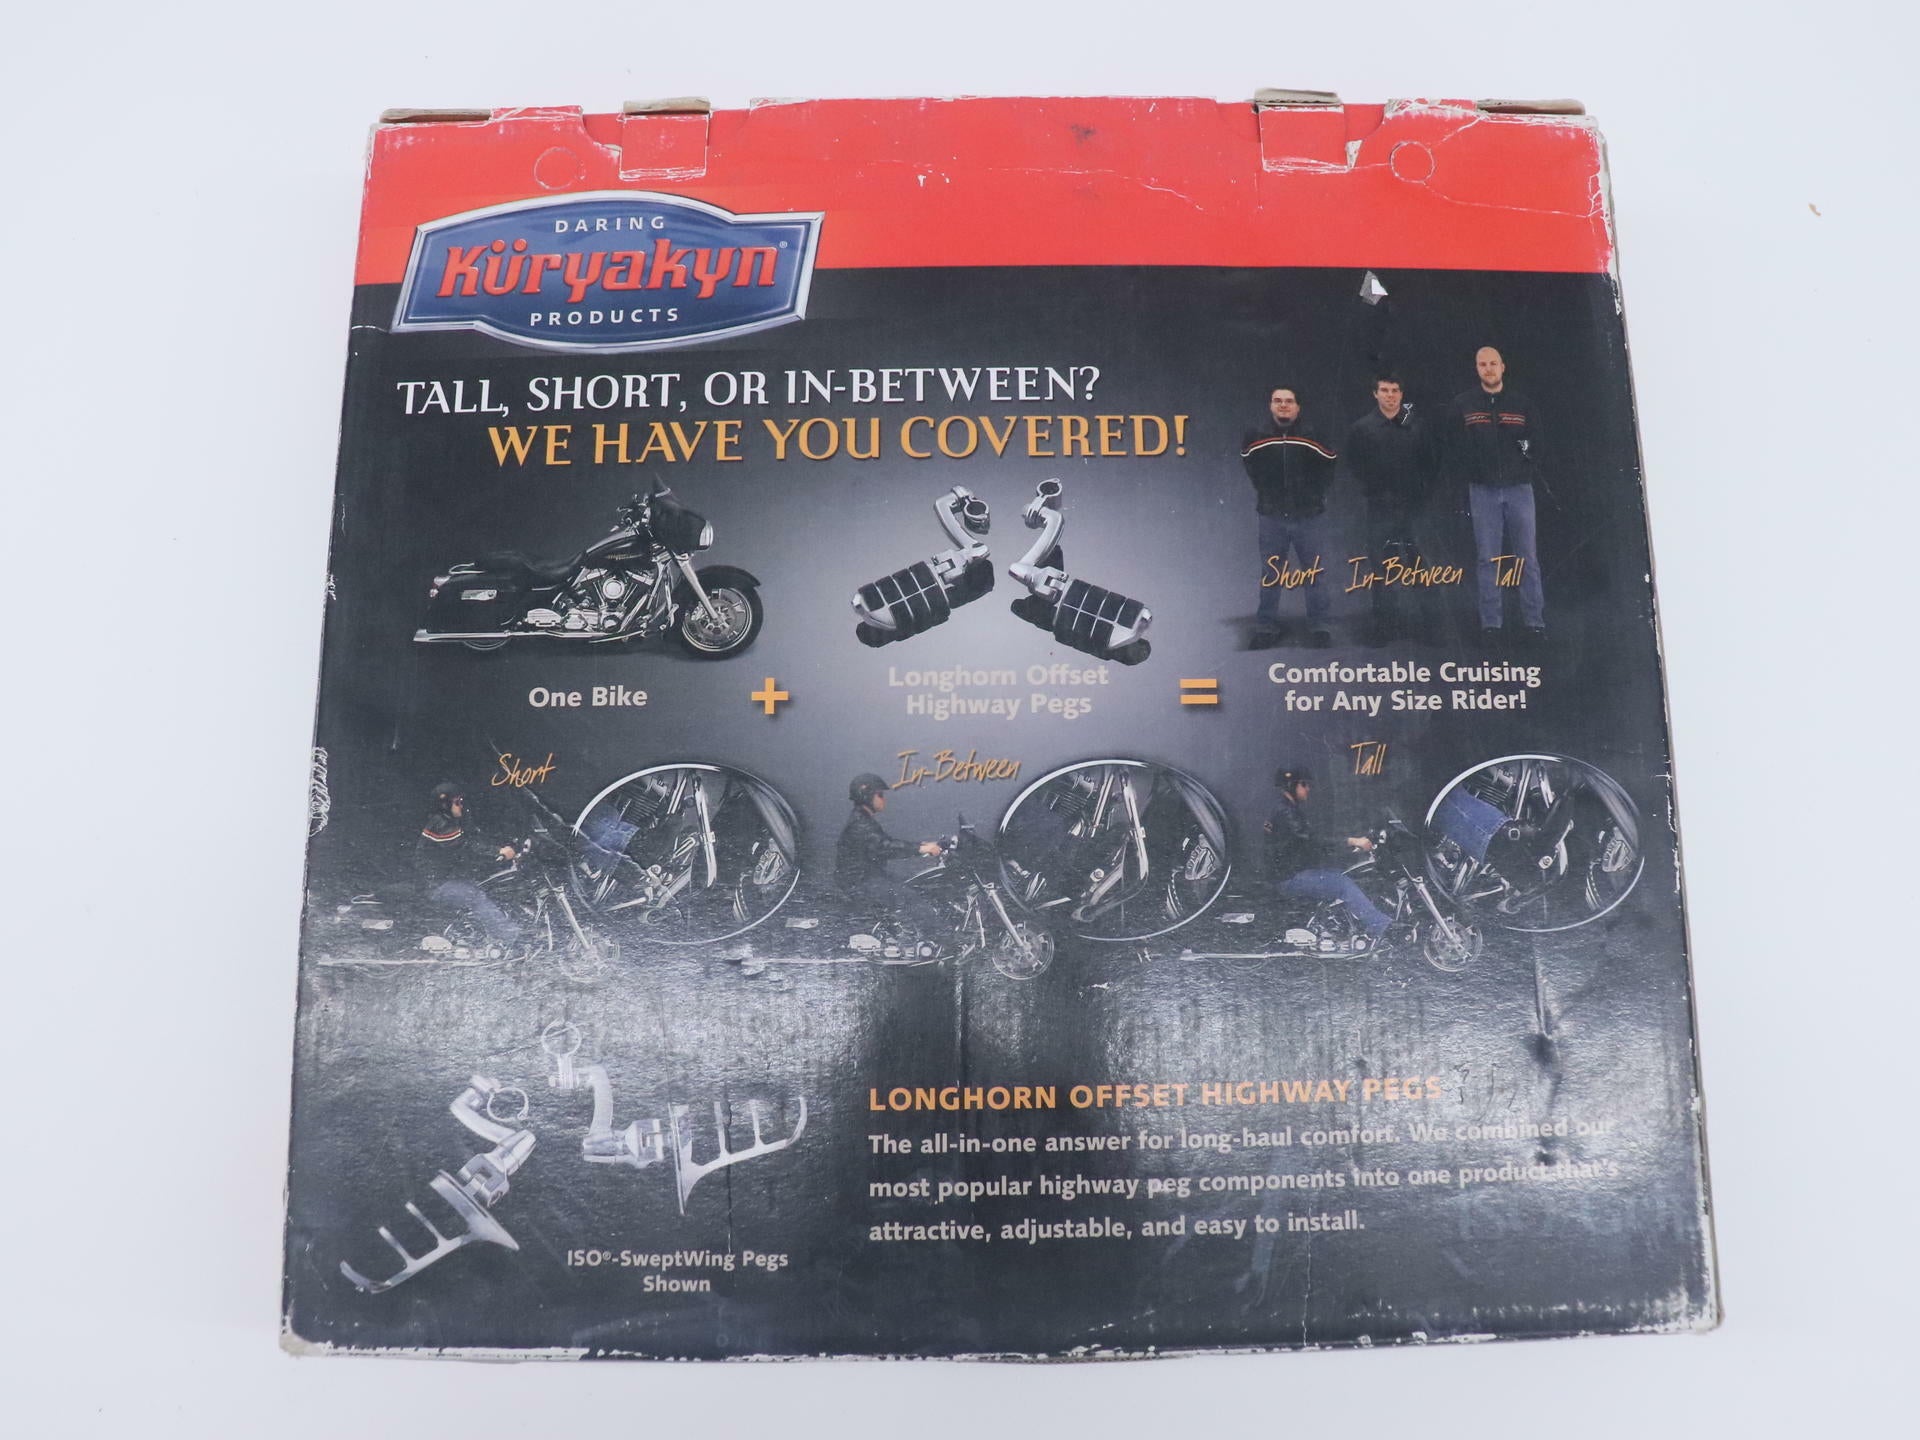 DARING
Küryakyn®
PRODUCTS
TALL, SHORT, OR IN-BETWEEN?
WE HAVE YOU COVERED!
Short In-Between Tall
One Bike
+
Longhorn Offset
Highway Pegs
=
Comfortable Cruising
for Any Size Rider!
Short
In-Between
Tall
LONGHORN OFFSET HIGHWAY PEGS
The all-in-one answer for long-haul comfort. We combined our
most popular highway peg components into one product that's
attractive, adjustable, and easy to install.
ISO®-SweptWing Pegs
Shown